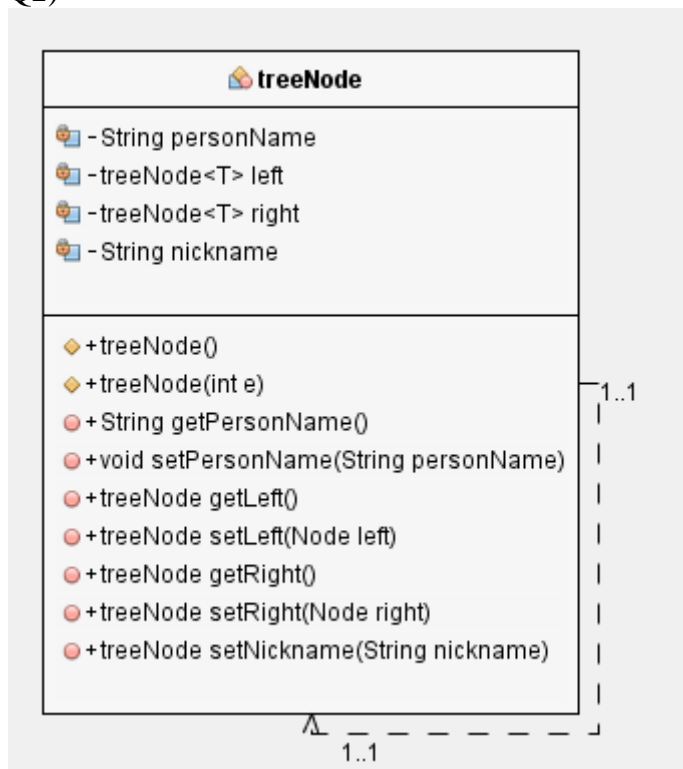 Q2)
treeNode
-String personName
-treeNode<T> left
-treeNode<T> right
-String nickname
+treeNode()
+treeNode(int e)
1..1
+String getPersonName()
+void setPersonName(String personName)
+treeNode getLeft()
+treeNode setLeft(Node left)
+treeNode getRight()
+treeNode setRight(Node right)
+treeNode setNickname(String nickname)
1..1